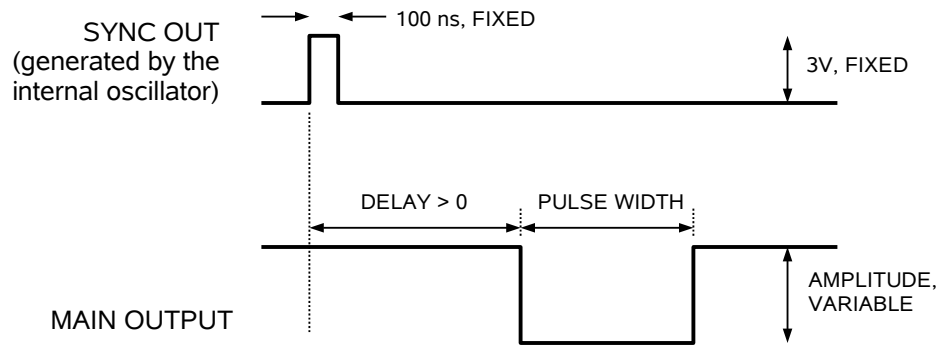 100 ns, FIXED
SYNC OUT
(generated by the
internal oscillator)
3V, FIXED
DELAY > 0
PULSE WIDTH
AMPLITUDE,
VARIABLE
MAIN OUTPUT